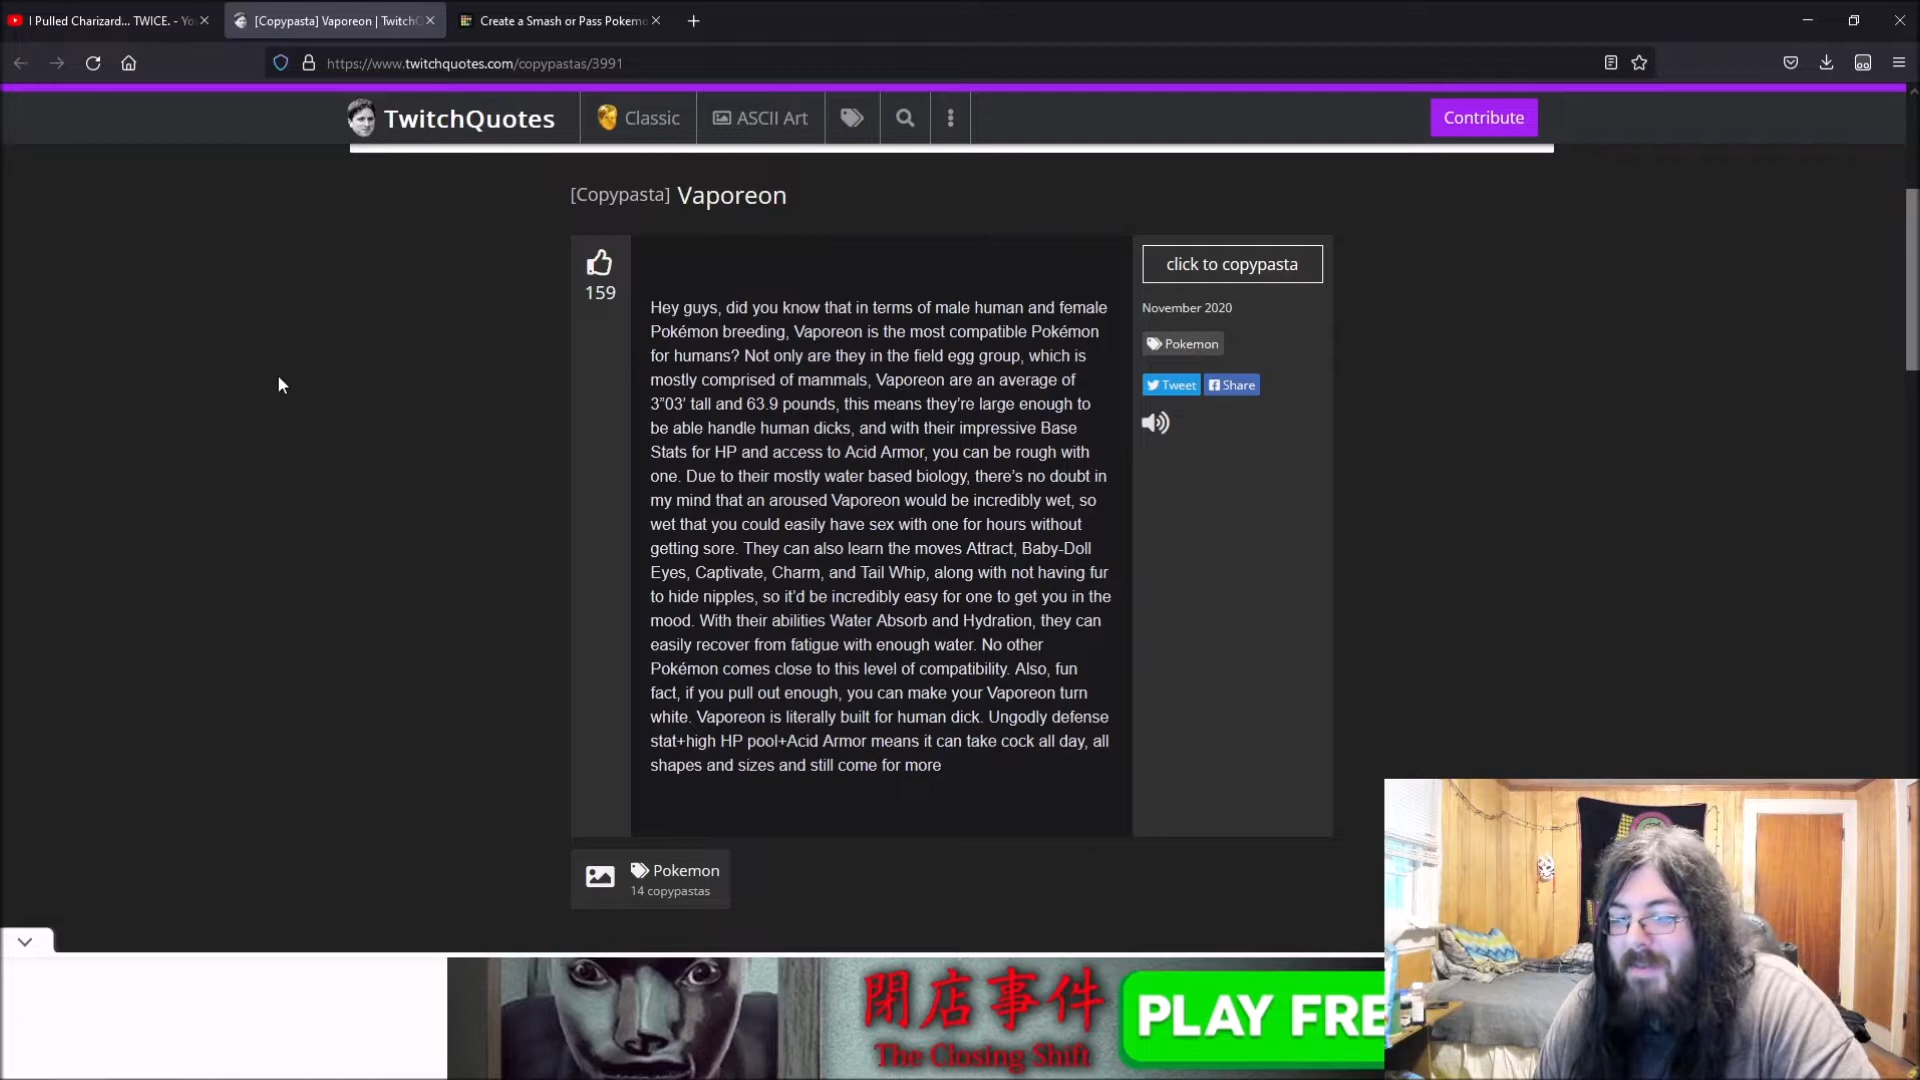 I Pulled Charizard... TWICE. - Yo
[Copypasta] Vaporeon | TwitchQ
Create a Smash or Pass Pokemo
https://www.twitchquotes.com/copypastas/3991
TwitchQuotes
Classic
ASCII Art
Contribute
[Copypasta] Vaporeon
159
Hey guys, did you know that in terms of male human and female
Pokémon breeding, Vaporeon is the most compatible Pokémon
for humans? Not only are they in the field egg group, which is
mostly comprised of mammals, Vaporeon are an average of
3”03’ tall and 63.9 pounds, this means they’re large enough to
be able handle human dicks, and with their impressive Base
Stats for HP and access to Acid Armor, you can be rough with
one. Due to their mostly water based biology, there’s no doubt in
my mind that an aroused Vaporeon would be incredibly wet, so
wet that you could easily have sex with one for hours without
getting sore. They can also learn the moves Attract, Baby-Doll
Eyes, Captivate, Charm, and Tail Whip, along with not having fur
to hide nipples, so it’d be incredibly easy for one to get you in the
mood. With their abilities Water Absorb and Hydration, they can
easily recover from fatigue with enough water. No other
Pokémon comes close to this level of compatibility. Also, fun
fact, if you pull out enough, you can make your Vaporeon turn
white. Vaporeon is literally built for human dick. Ungodly defense
stat+high HP pool+Acid Armor means it can take cock all day, all
shapes and sizes and still come for more
click to copypasta
November 2020
Pokemon
Tweet
Share
Pokemon
14 copypastas
閉店事件
The Closing Shift
PLAY FRE